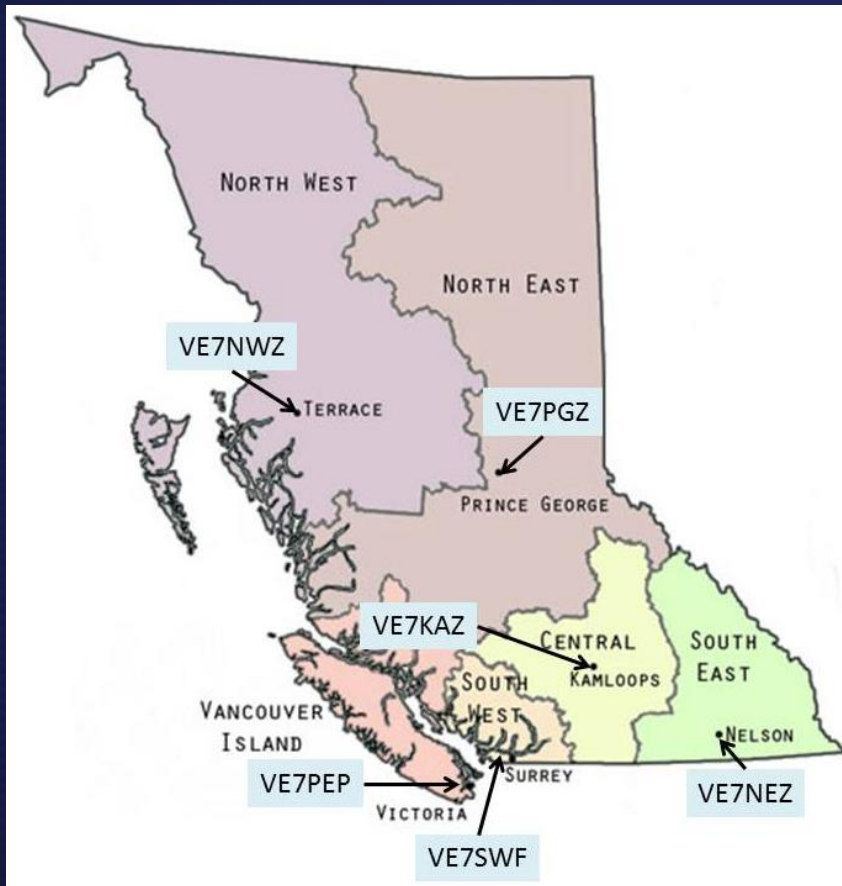 NORTH WEST
NORTH EAST
VE7NWZ
TERRACE
VE7PGZ
PRINCE GEORGE
VE7KAZ
CENTRAL
KAMLOOPS
SOUTH
EAST
SOUTH
WEST
VANCOUVER
ISLAND
NELSON
SURREY
VE7PEP
VICTORIA
VE7NEZ
VE7SWF